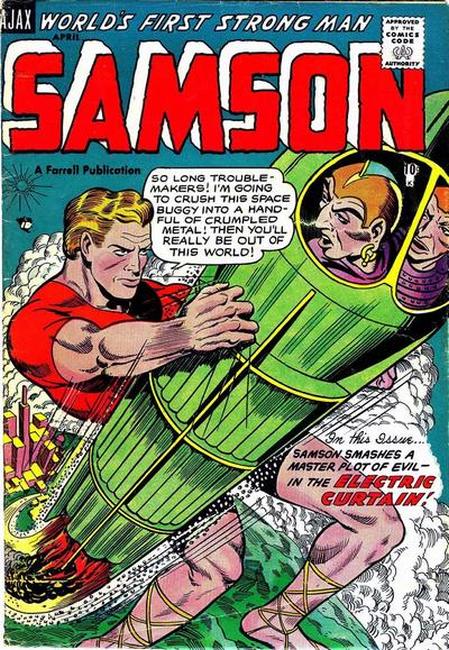 AJAX WORLD'S FIRST STRONG MAN
APRIL
APPROVED
BY THE
COMICS
CODE
AUTHORITY
SAMSON
A Farrell Publication
10¢
SO LONG TROUBLE-
MAKERS! I'M GOING
TO CRUSH THIS SPACE
BUGGY INTO A HAND-
FUL OF CRUMPLED
METAL! THEN YOU'LL
REALLY BE OUT OF
THIS WORLD!
In this Issue...
SAMSON SMASHES A
MASTER PLOT OF EVIL—
IN THE ELECTRIC
CURTAIN!